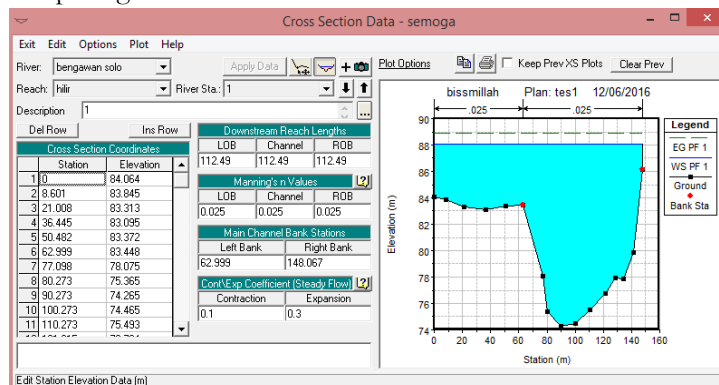 Cross Section Data - semoga
Exit Edit Options Plot Help
River: bengawan solo Apply Data Plot Options Keep Prev XS Plots Clear Prev
Reach: hilir River Sta.: 1
Description 1
Del Row Ins Row
Cross Section Coordinates
Station Elevation
1 0 84.064
2 8.601 83.845
3 21.008 83.313
4 36.445 83.095
5 50.482 83.372
6 62.999 83.448
7 77.098 78.075
8 80.273 75.365
9 90.273 74.265
10 100.273 74.465
11 110.273 75.493
Downstream Reach Lengths
LOB Channel ROB
112.49 112.49 112.49
Manning's n Values
LOB Channel ROB
0.025 0.025 0.025
Main Channel Bank Stations
Left Bank Right Bank
62.999 148.067
Cont\Exp Coefficient (Steady Flow)
Contraction Expansion
0.1 0.3
bissmillah Plan: tes1 12/06/2016
.025 .025
90
88
86
84
82
80
78
76
74
Elevation (m)
0 20 40 60 80 100 120 140 160
Station (m)
Legend
EG PF 1
WS PF 1
Ground
Bank Sta
Edit Station Elevation Data (m)